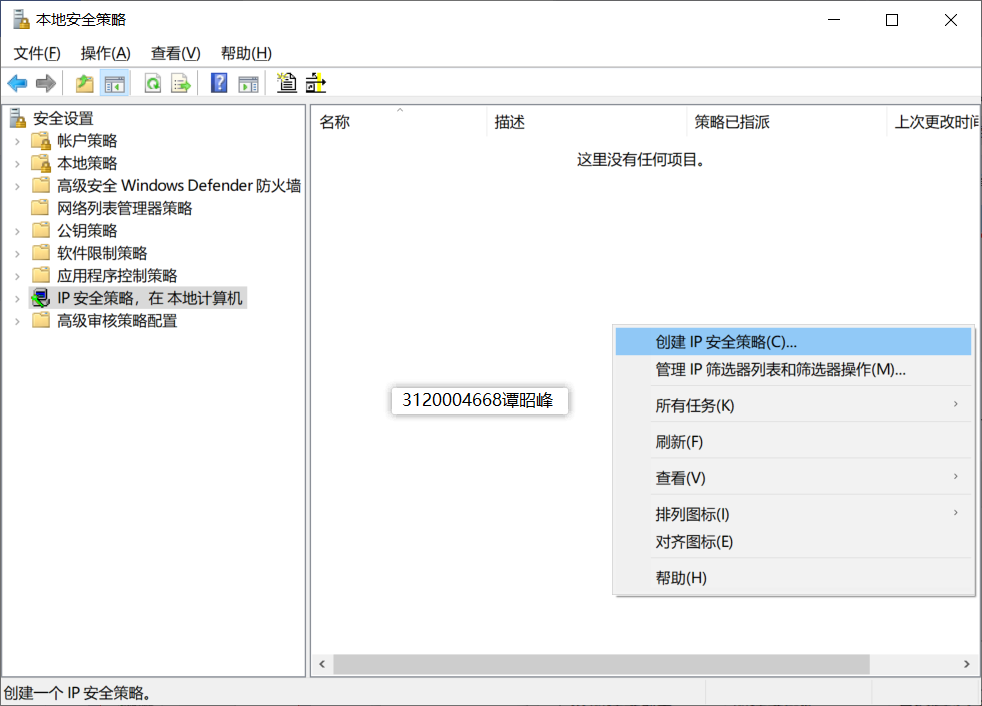 本地安全策略
文件(F) 操作(A) 查看(V) 帮助(H)
安全设置
帐户策略
本地策略
高级安全 Windows Defender 防火墙
网络列表管理器策略
公钥策略
软件限制策略
应用程序控制策略
IP 安全策略，在 本地计算机
高级审核策略配置
名称 描述 策略已指派 上次更改时间
这里没有任何项目。
3120004668谭昭峰
创建 IP 安全策略(C)...
管理 IP 筛选器列表和筛选器操作(M)...
所有任务(K)
刷新(F)
查看(V)
排列图标(I)
对齐图标(E)
帮助(H)
创建一个 IP 安全策略。